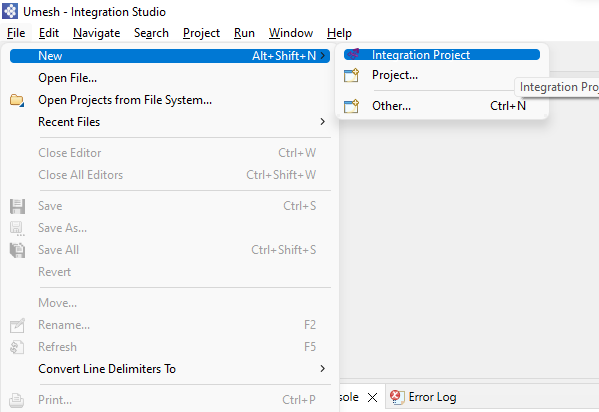 Umesh - Integration Studio
File Edit Navigate Search Project Run Window Help
New Alt+Shift+N
Integration Project
Open File...
Project...
Integration Proj
Open Projects from File System...
Other... Ctrl+N
Recent Files
Close Editor Ctrl+W
Close All Editors Ctrl+Shift+W
Save Ctrl+S
Save As...
Save All Ctrl+Shift+S
Revert
Move...
Rename... F2
Refresh F5
Convert Line Delimiters To
Print... Ctrl+P
sole Error Log